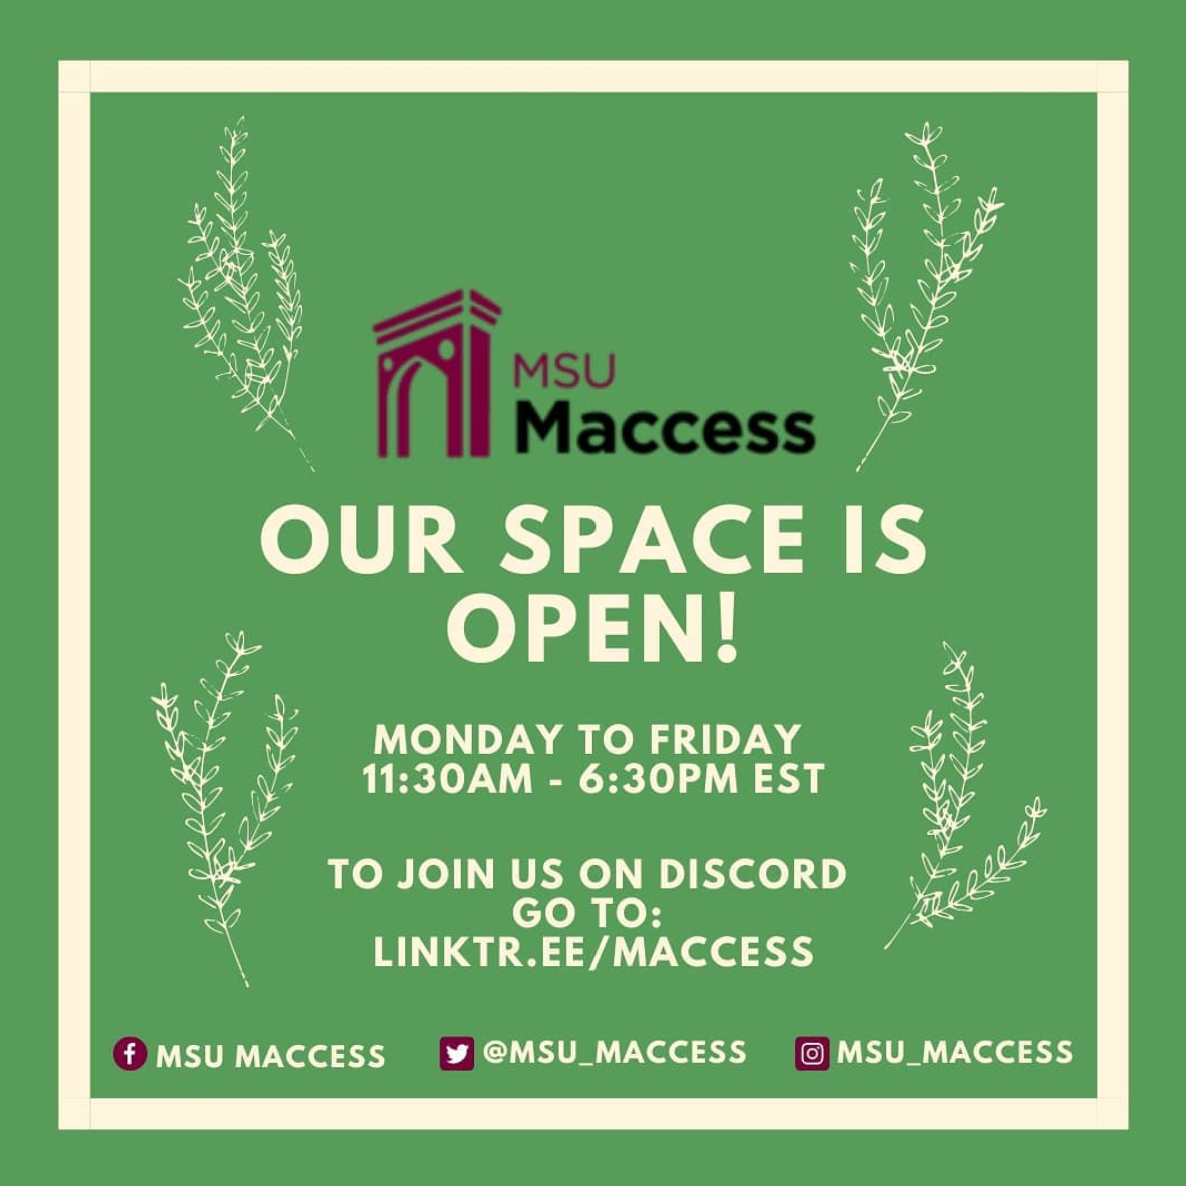 MSU
Maccess
OUR SPACE IS
OPEN!
MONDAY TO FRIDAY
11:30AM - 6:30PM EST
TO JOIN US ON DISCORD
GO TO:
LINKTR.EE/MACCESS
MSU MACCESS
@MSU_MACCESS
MSU_MACCESS